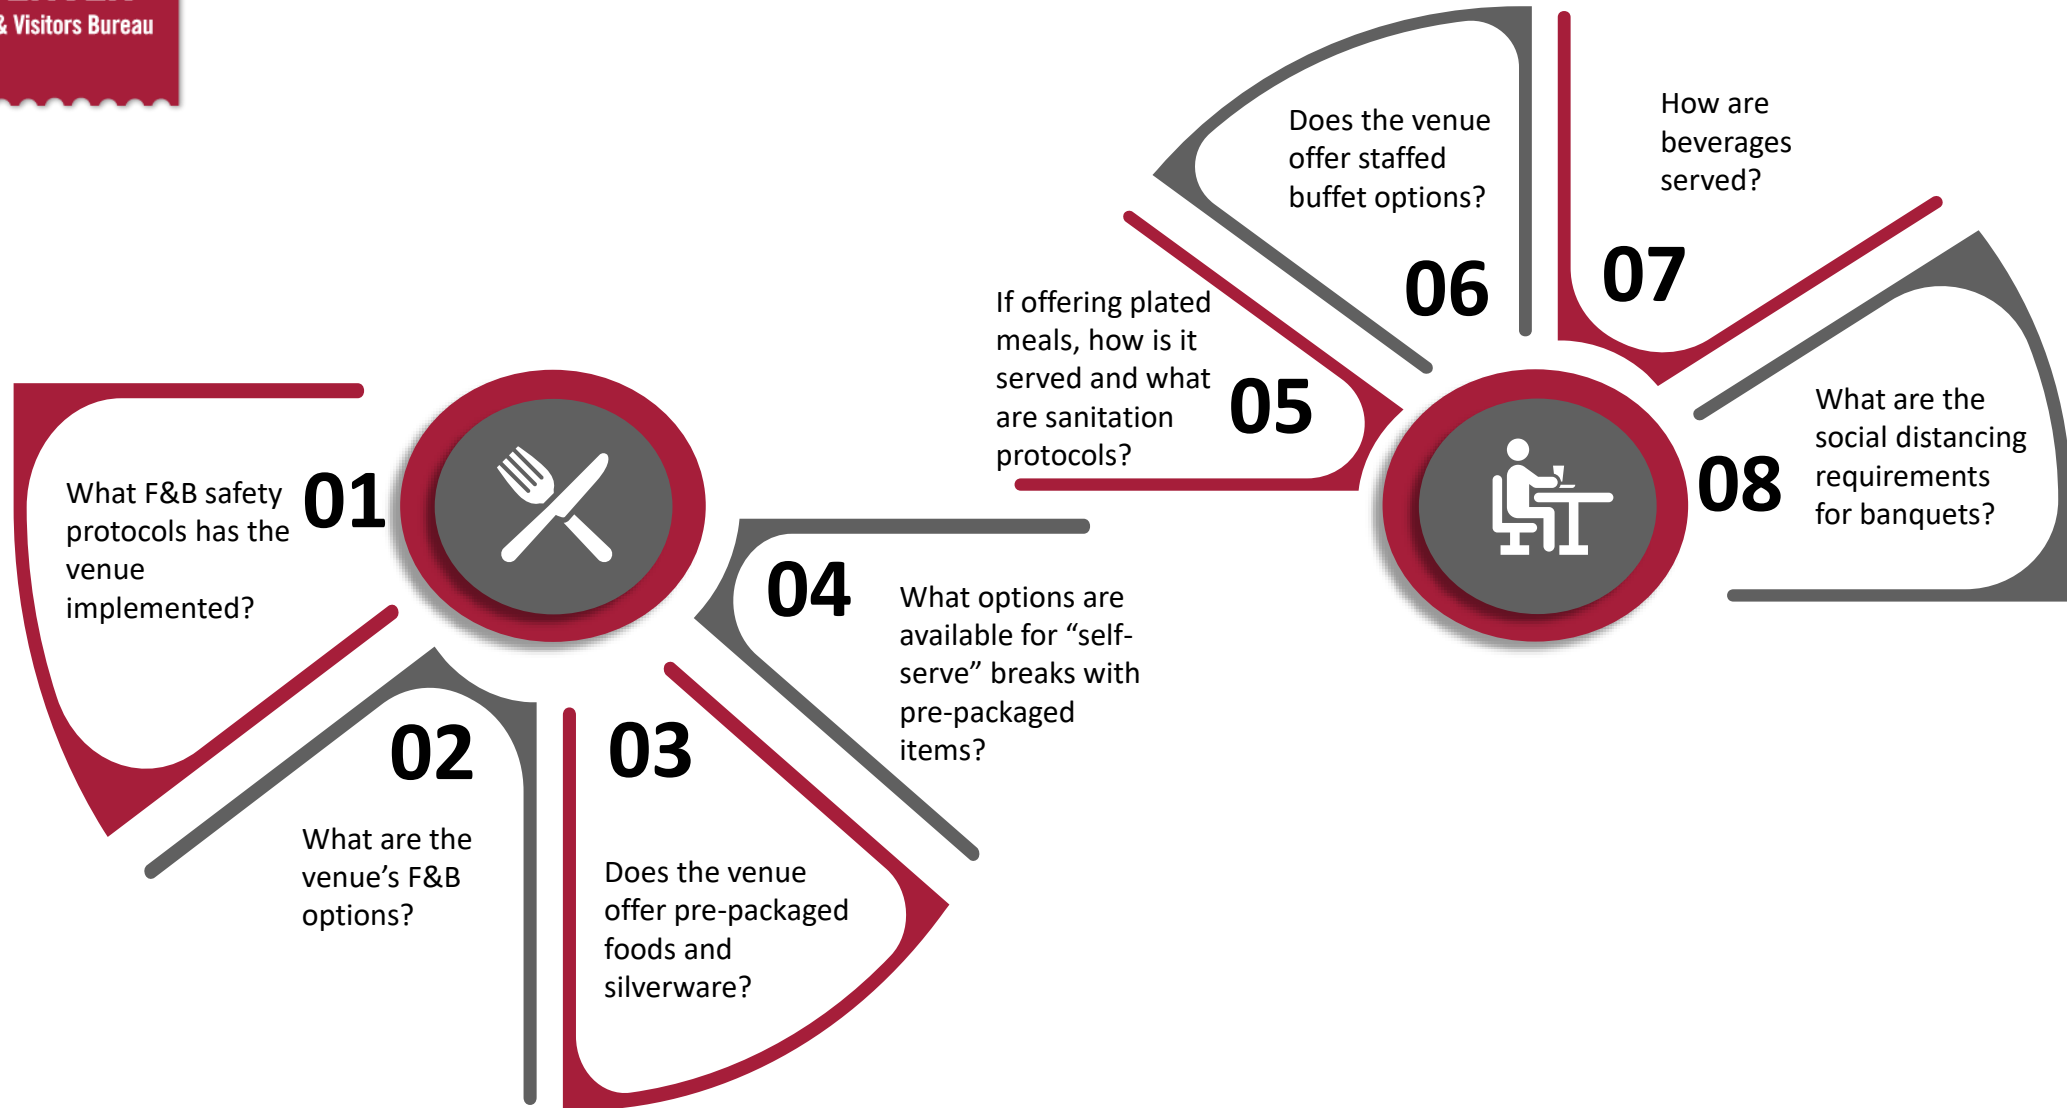 & Visitors Bureau
01
What F&B safety
protocols has the
venue
implemented?
02
What are the
venue’s F&B
options?
03
Does the venue
offer pre-packaged
foods and
silverware?
04
What options are
available for “self-
serve” breaks with
pre-packaged
items?
05
If offering plated
meals, how is it
served and what
are sanitation
protocols?
06
Does the venue
offer staffed
buffet options?
07
How are
beverages
served?
08
What are the
social distancing
requirements
for banquets?